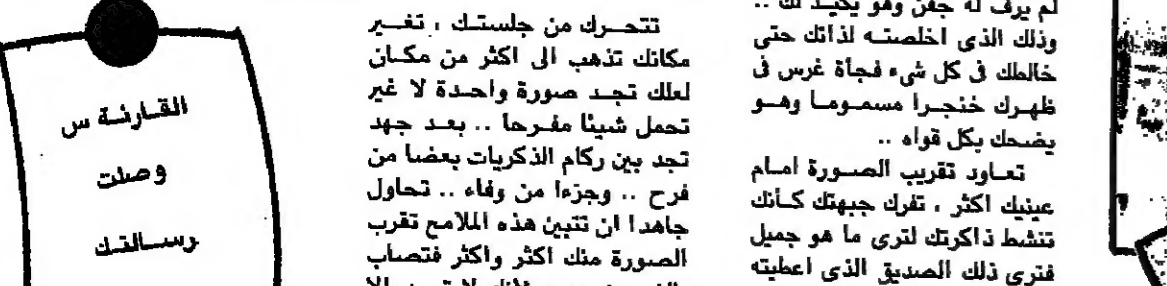 لم يرف له جفن وهو يكيد لك ..
وذلك الذى اخلصته لذاتك حتى
خالطك فى كل شىء فجأة غرس فى
ظهرك خنجرا مسموما وهو
يضحك بكل قواه ..
تعاود تقريب الصورة امام
عينيك اكثر ، تفرك جبهتك كأنك
تنشط ذاكرتك لترى ما هو جميل
فترى ذلك الصديق الذى اعطيته
تتحرك من جلستك ، تغير
مكانك تذهب الى اكثر من مكان
لعلك تجد صورة واحدة لا غير
تحمل شيئا مفرحا .. بعد جهد
تجد بين ركام الذكريات بعضا من
فرح .. وجزءا من وفاء .. تحاول
جاهدا ان تتبين هذه الملامح تقرب
الصورة منك اكثر واكثر فتصاب
القارئة س
وصلت
رسالتك